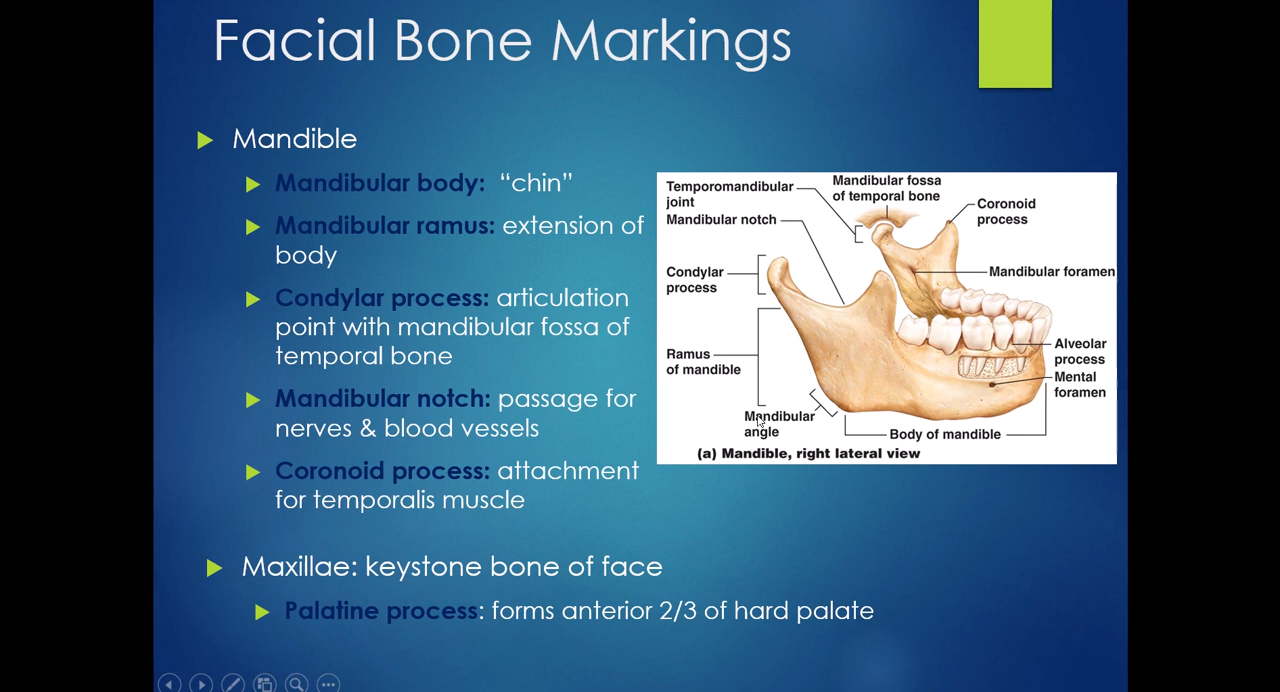 Facial Bone Markings
Mandible
Mandibular body: “chin”
Mandibular ramus: extension of
body
Condylar process: articulation
point with mandibular fossa of
temporal bone
Mandibular notch: passage for
nerves & blood vessels
Coronoid process: attachment
for temporalis muscle
Maxillae: keystone bone of face
Palatine process: forms anterior 2/3 of hard palate
Temporomandibular
joint
Mandibular fossa
of temporal bone
Coronoid
process
Mandibular notch
Condylar
process
Mandibular foramen
Ramus
of mandible
Alveolar
process
Mental
foramen
Mandibular
angle
Body of mandible
(a) Mandible, right lateral view